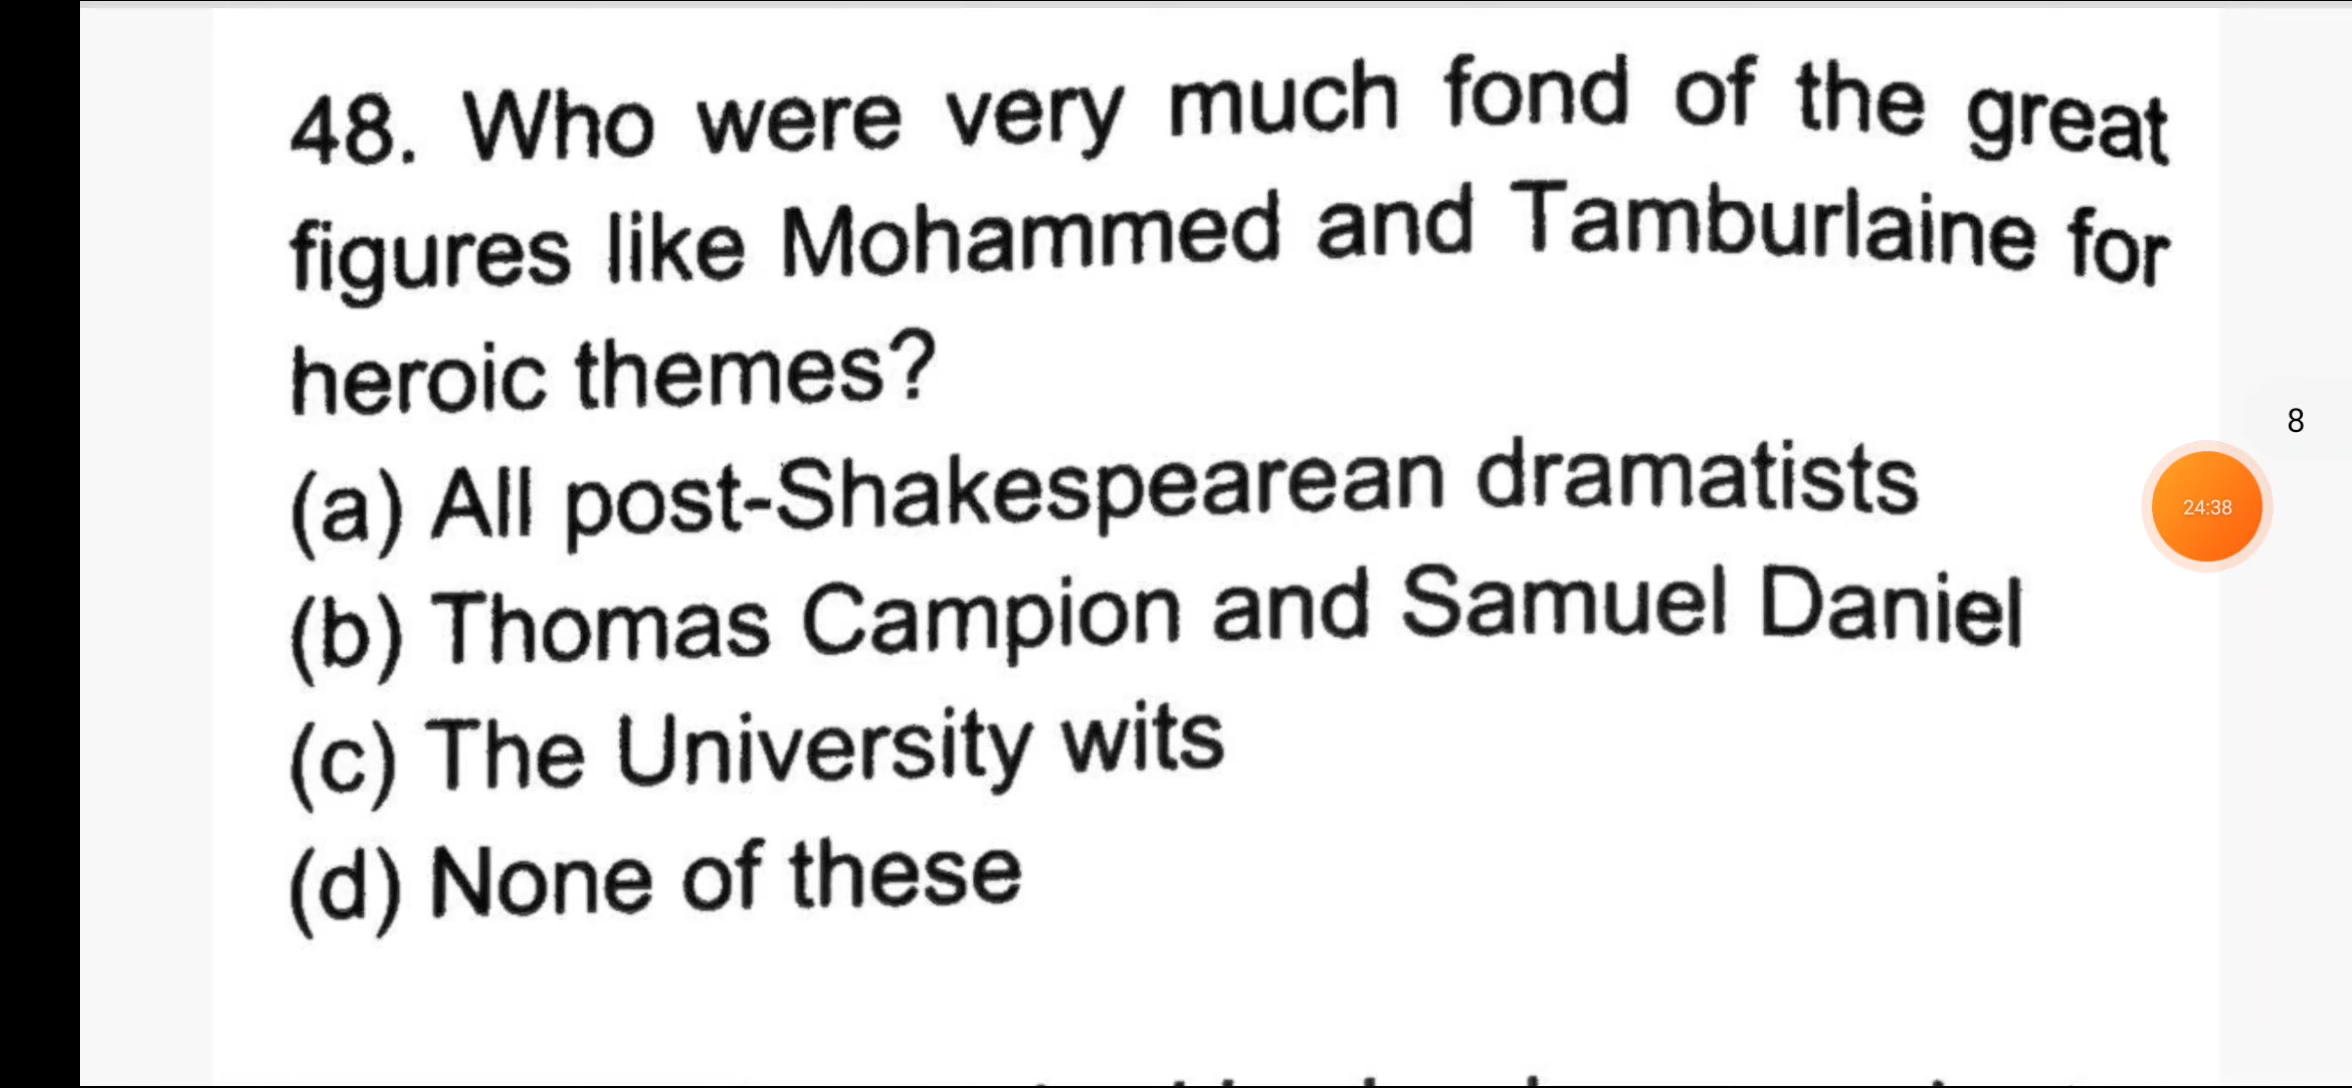 48. Who were very much fond of the great
figures like Mohammed and Tamburlaine for
heroic themes?
(a) All post-Shakespearean dramatists
(b) Thomas Campion and Samuel Daniel
(c) The University wits
(d) None of these
8
24:38